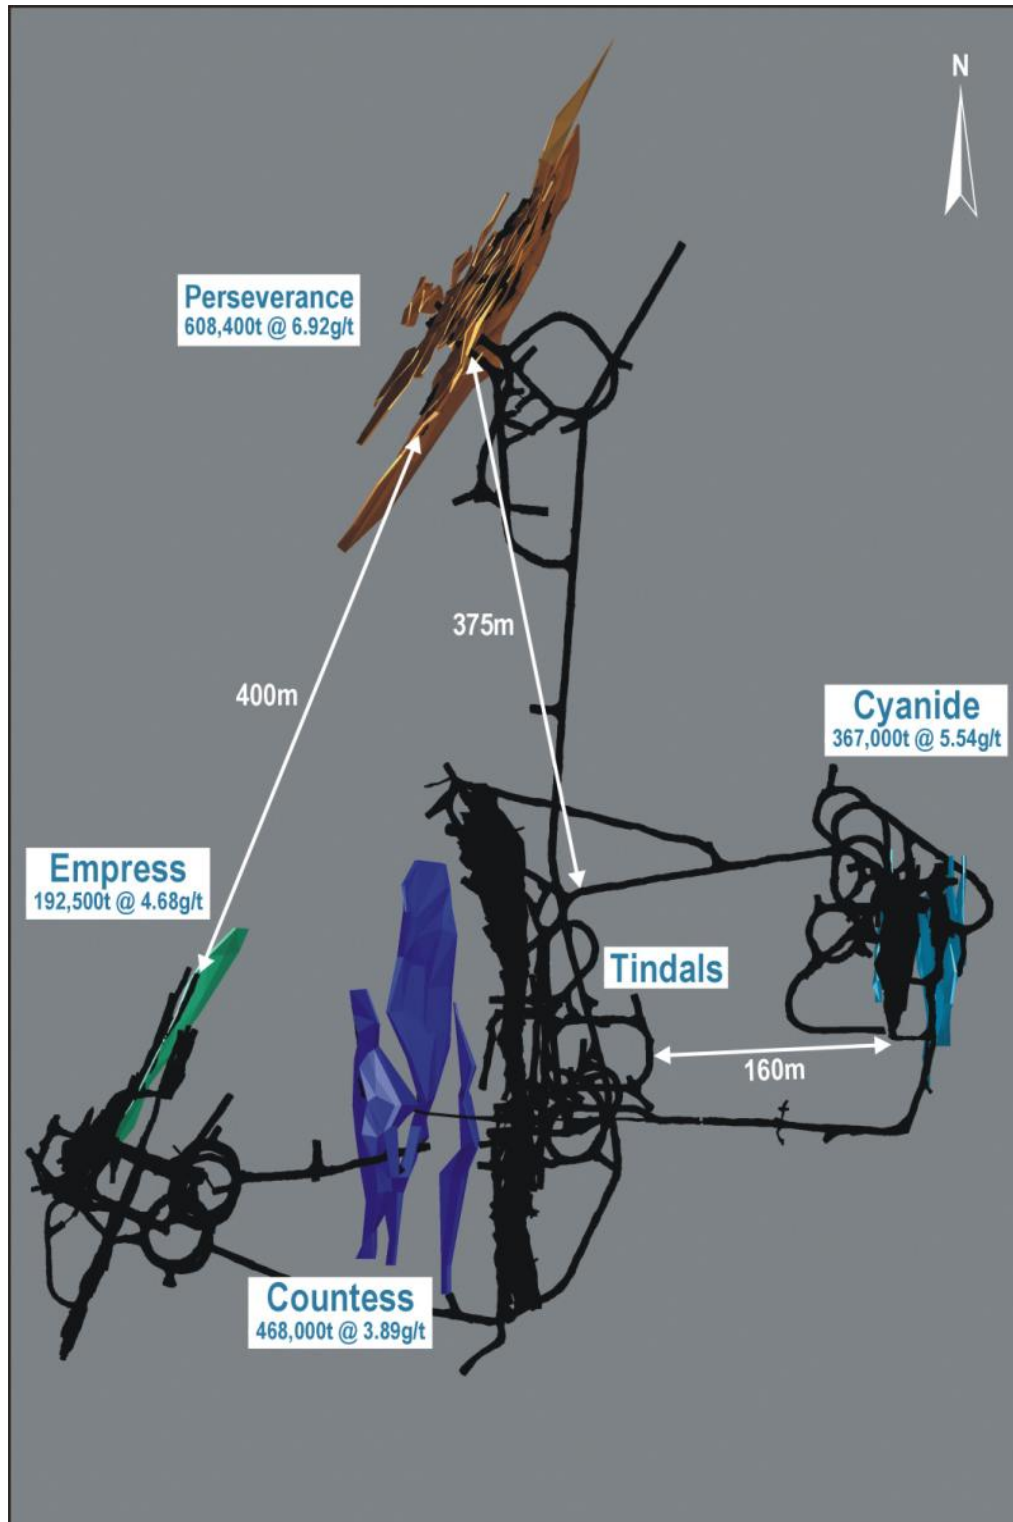 N
Perseverance
608,400t @ 6.92g/t
375m
400m
Cyanide
367,000t @ 5.54g/t
Empress
192,500t @ 4.68g/t
Tindals
160m
Countess
468,000t @ 3.89g/t